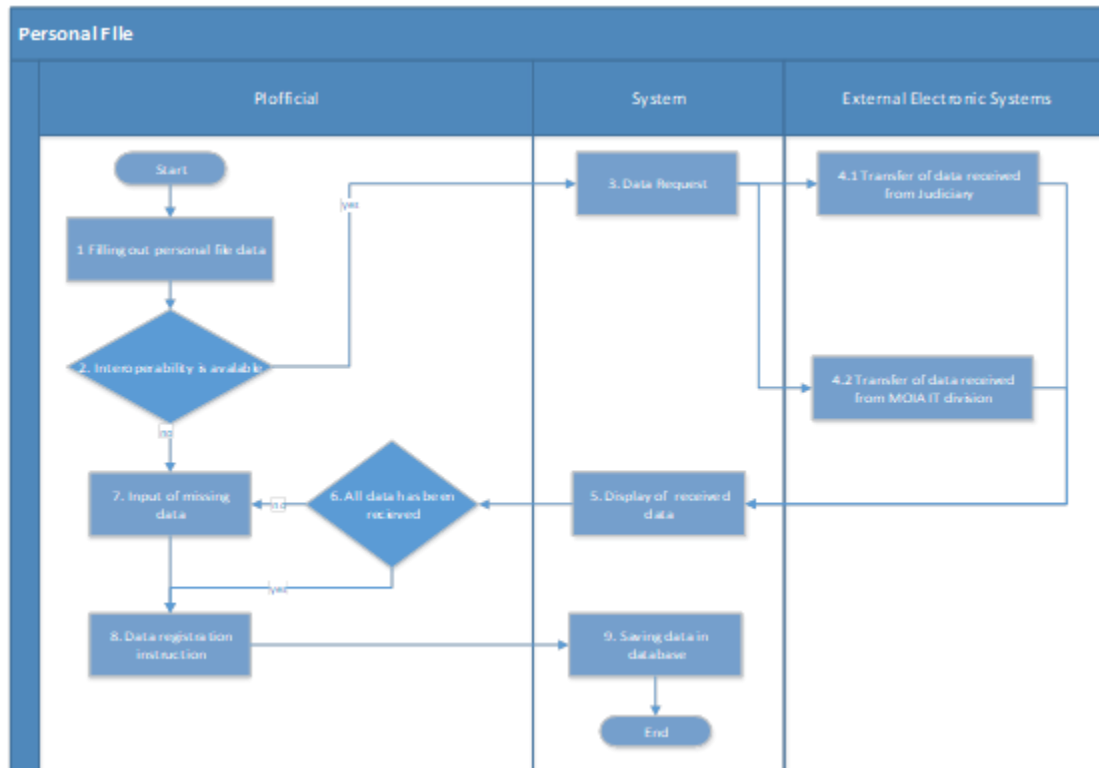 Personal File
PIofficial
System
External Electronic Systems
Start
3. Data Request
4.1 Transfer of data received
from Judiciary
yes
1 Filling out personal file data
2. Interoperability is avalable
4.2 Transfer of data received
from MOIA IT division
no
7. Input of missing
data
no
6. All data has been
recieved
5. Display of received
data
yes
8. Data registration
instruction
9. Saving data in
database
End